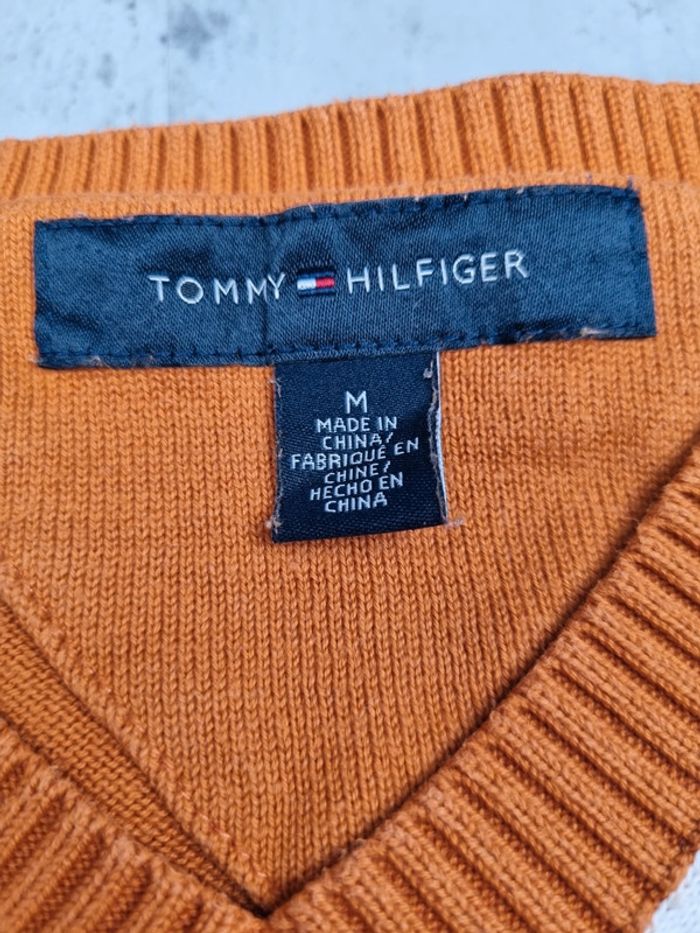 TOMMY HILFIGER
M
MADE IN
CHINA/
FABRIQUÉ EN
CHINE/
HECHO EN
CHINA